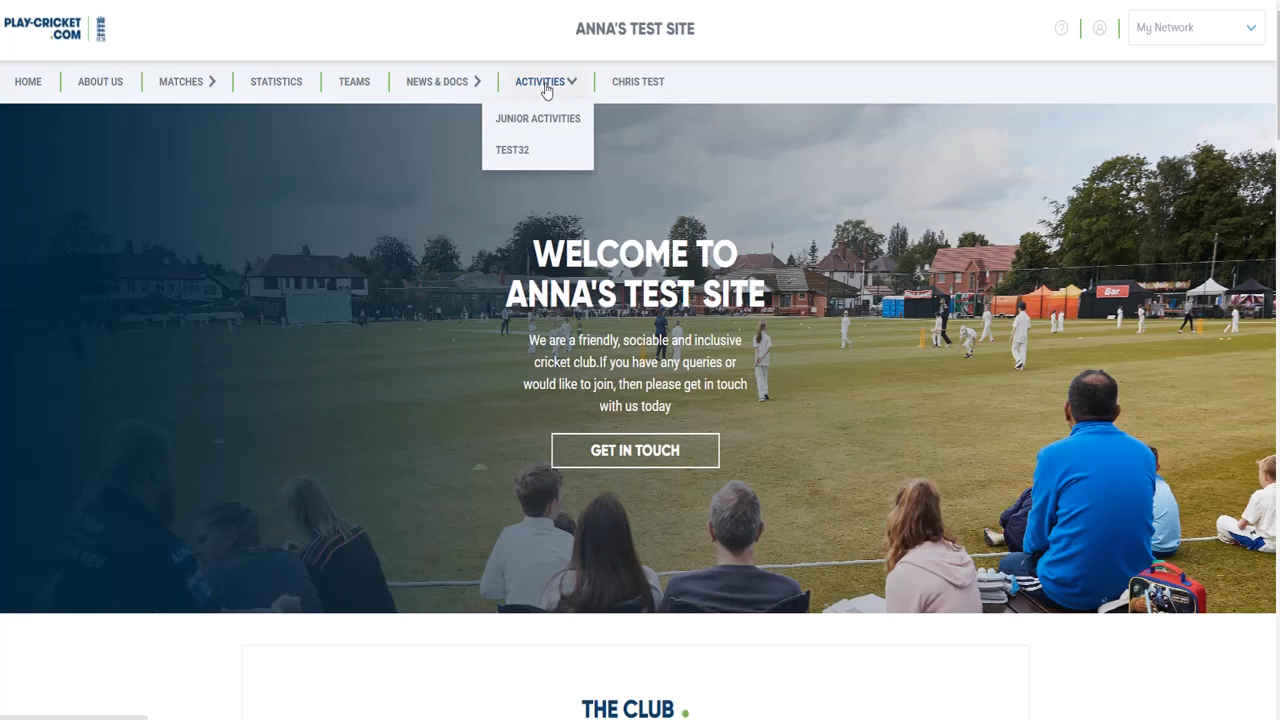 PLAY-CRICKET
.COM
ANNA'S TEST SITE
My Network
HOME
ABOUT US
MATCHES
STATISTICS
TEAMS
NEWS & DOCS
ACTIVITIES
CHRIS TEST
JUNIOR ACTIVITIES
TEST32
Bar
WELCOME TO
ANNA'S TEST SITE
We are a friendly, sociable and inclusive
cricket club.If you have any queries or
would like to join, then please get in touch
with us today
GET IN TOUCH
THE CLUB